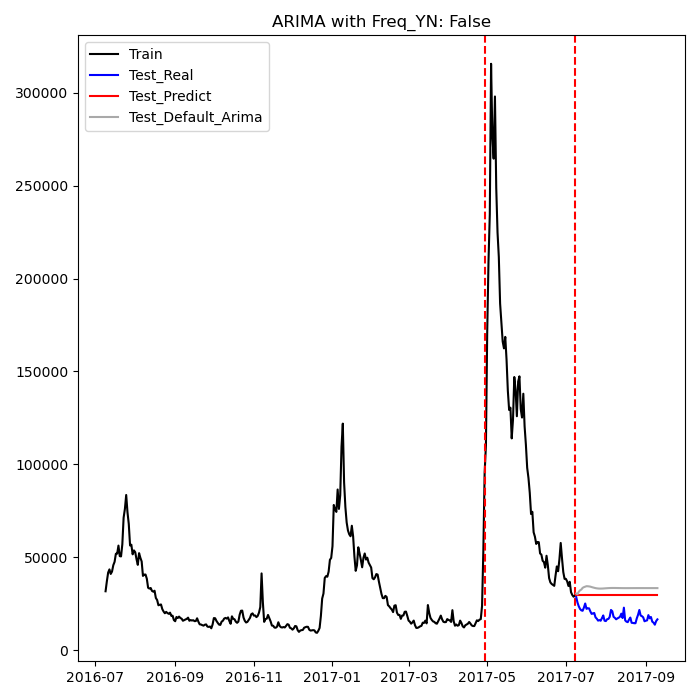 ARIMA with Freq_YN: False
Train
Test_Real
Test_Predict
Test_Default_Arima
300000
250000
200000
150000
100000
50000
0
2016-07 2016-09 2016-11 2017-01 2017-03 2017-05 2017-07 2017-09